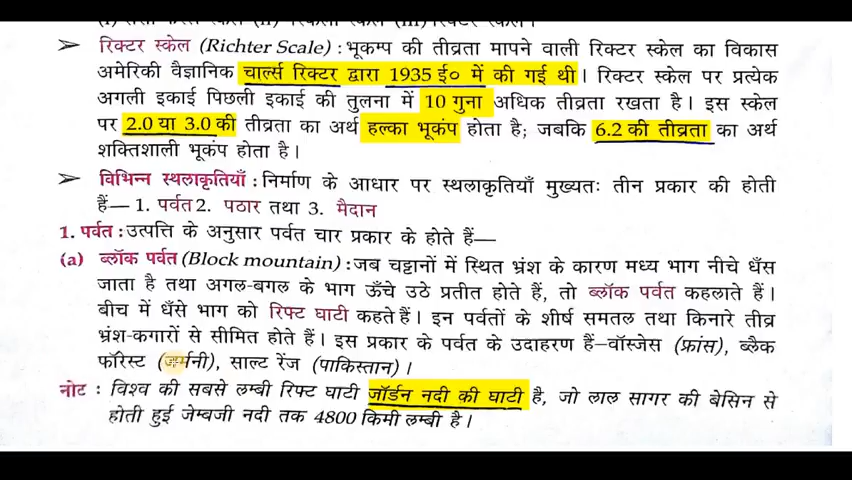 ➤ रिक्टर स्केल (Richter Scale) : भूकम्प की तीव्रता मापने वाली रिक्टर स्केल का विकास
अमेरिकी वैज्ञानिक चार्ल्स रिक्टर द्वारा 1935 ई० में की गई थी। रिक्टर स्केल पर प्रत्येक
अगली इकाई पिछली इकाई की तुलना में 10 गुना अधिक तीव्रता रखता है। इस स्केल
पर 2.0 या 3.0 की तीव्रता का अर्थ हल्का भूकंप होता है; जबकि 6.2 की तीव्रता का अर्थ
शक्तिशाली भूकंप होता है।
➤ विभिन्न स्थलाकृतियाँ : निर्माण के आधार पर स्थलाकृतियाँ मुख्यतः तीन प्रकार की होती
हैं— 1. पर्वत 2. पठार तथा 3. मैदान
1. पर्वत : उत्पत्ति के अनुसार पर्वत चार प्रकार के होते हैं—
(a) ब्लॉक पर्वत (Block mountain) : जब चट्टानों में स्थित भ्रंश के कारण मध्य भाग नीचे धँस
जाता है तथा अगल-बगल के भाग ऊँचे उठे प्रतीत होते हैं, तो ब्लॉक पर्वत कहलाते हैं।
बीच में धँसे भाग को रिफ्ट घाटी कहते हैं। इन पर्वतों के शीर्ष समतल तथा किनारे तीव्र
भ्रंश-कगारों से सीमित होते हैं। इस प्रकार के पर्वत के उदाहरण हैं–वॉस्जेस (फ्रांस), ब्लैक
फॉरेस्ट (जर्मनी), साल्ट रेंज (पाकिस्तान)।
नोट : विश्व की सबसे लम्बी रिफ्ट घाटी जॉर्डन नदी की घाटी है, जो लाल सागर की बेसिन से
होती हुई जेम्बजी नदी तक 4800 किमी लम्बी है।